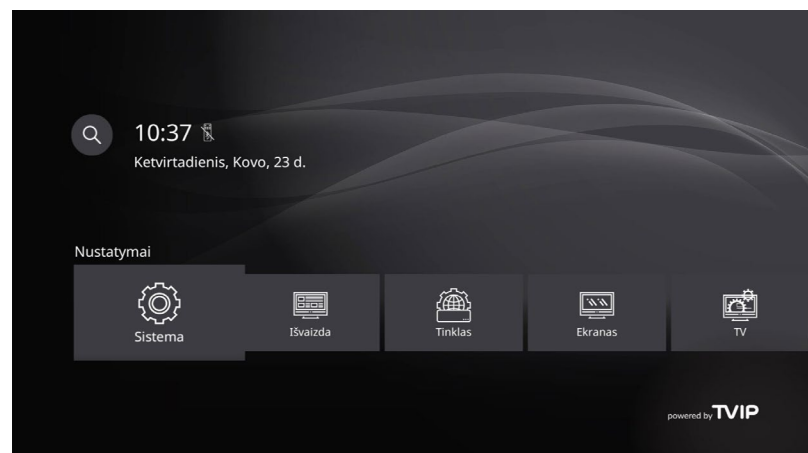 10:37
Ketvirtadienis, Kovo, 23 d.
Nustatymai
Sistema
Išvaizda
Tinklas
Ekranas
TV
powered by TVIP